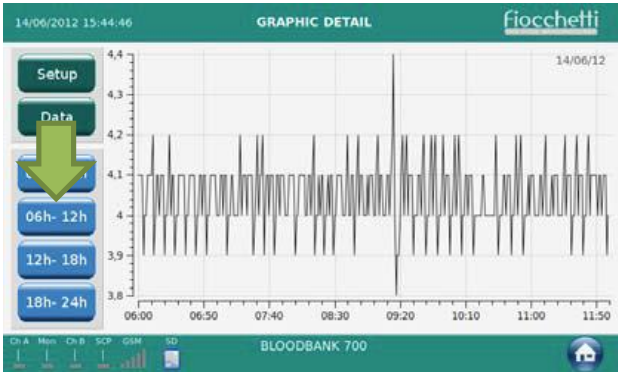 14/06/2012 15:44:46 GRAPHIC DETAIL fiocchetti
Setup
Data
06h- 12h
12h- 18h
18h- 24h
14/06/12
4,4
4,3
4,2
4,1
4
3,9
3,8
06:00 06:50 07:40 08:30 09:20 10:10 11:00 11:50
Ch A Mon Ch B SCP GSM SD
BLOODBANK 700